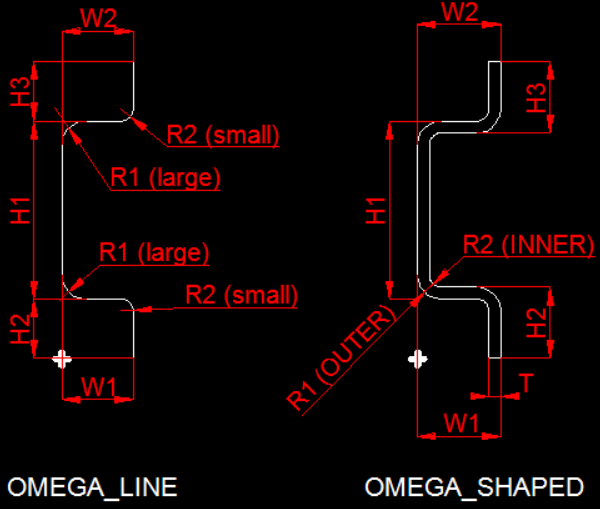 W2
W2
H3
H3
R2 (small)
R1 (large)
H1
H1
R1 (large)
R2 (INNER)
R2 (small)
H2
H2
R1 (OUTER)
W1
T
W1
OMEGA_LINE
OMEGA_SHAPED